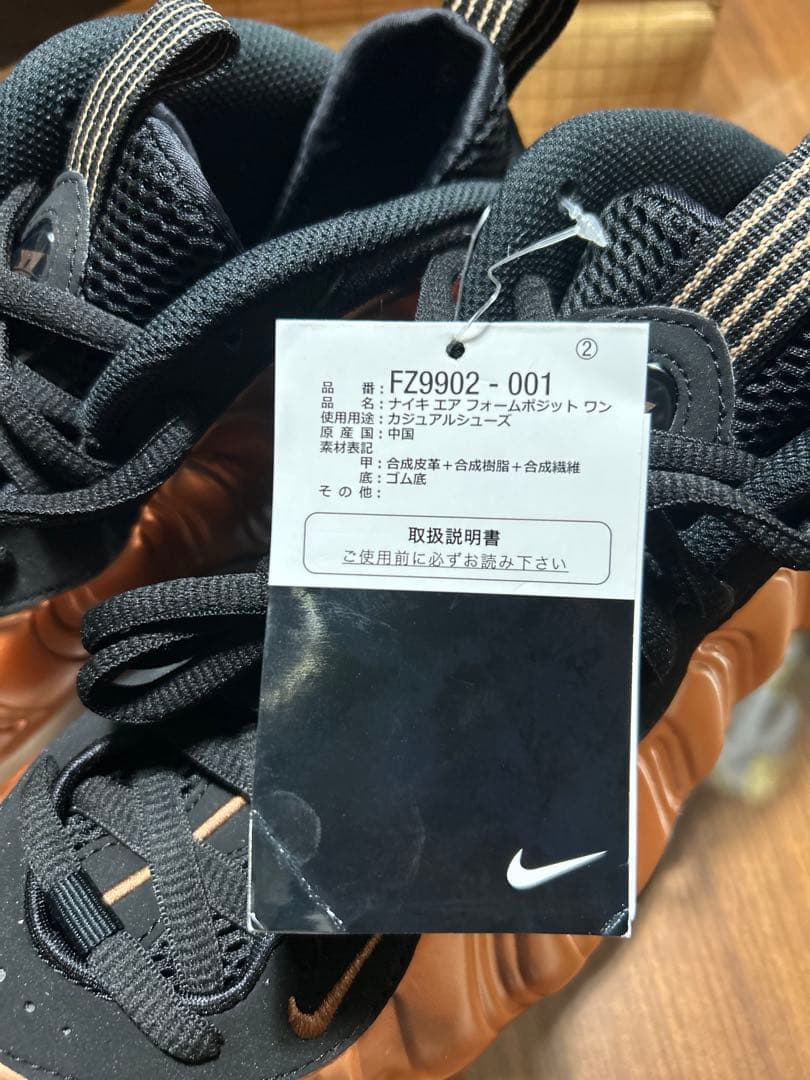 ②
品 番：FZ9902 - 001
品 名：ナイキ エア フォームポジット ワン
使用用途：カジュアルシューズ
原 産 国：中国
素材表記
甲：合成皮革＋合成樹脂＋合成繊維
底：ゴム底
そ の 他：
取扱説明書
ご使用前に必ずお読み下さい